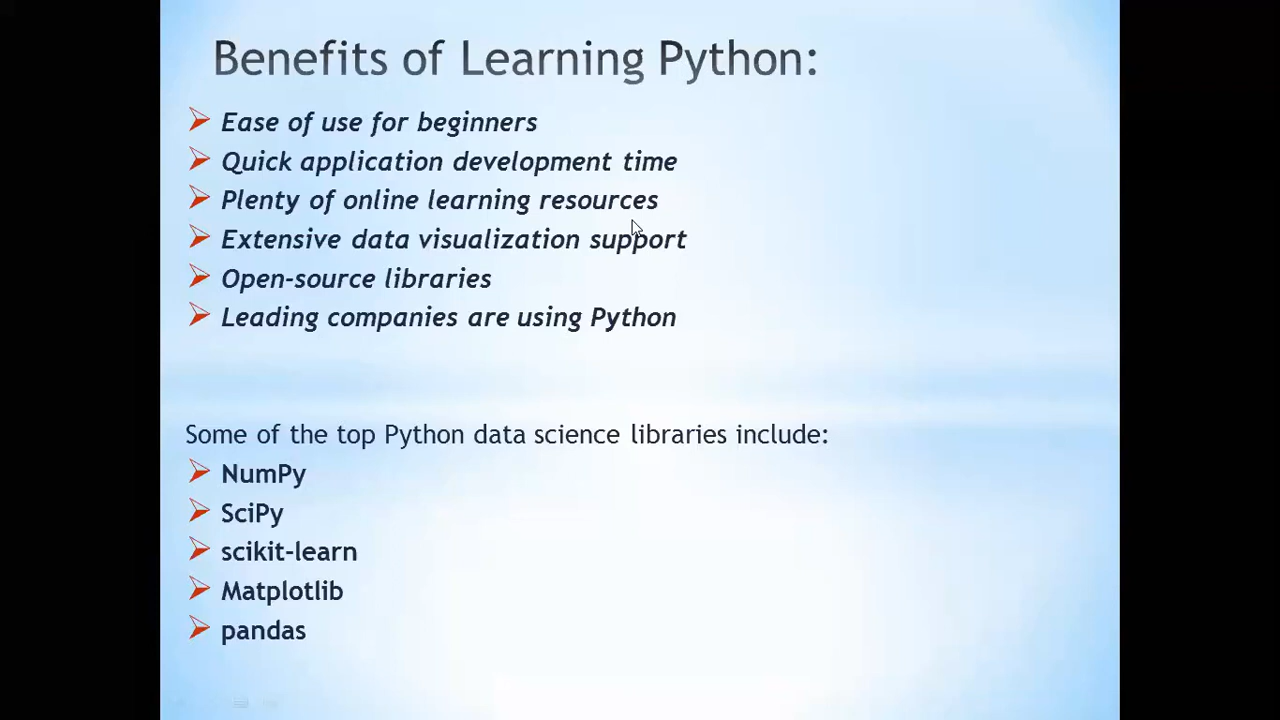 Benefits of Learning Python:
Ease of use for beginners
Quick application development time
Plenty of online learning resources
Extensive data visualization support
Open-source libraries
Leading companies are using Python
Some of the top Python data science libraries include:
NumPy
SciPy
scikit-learn
Matplotlib
pandas